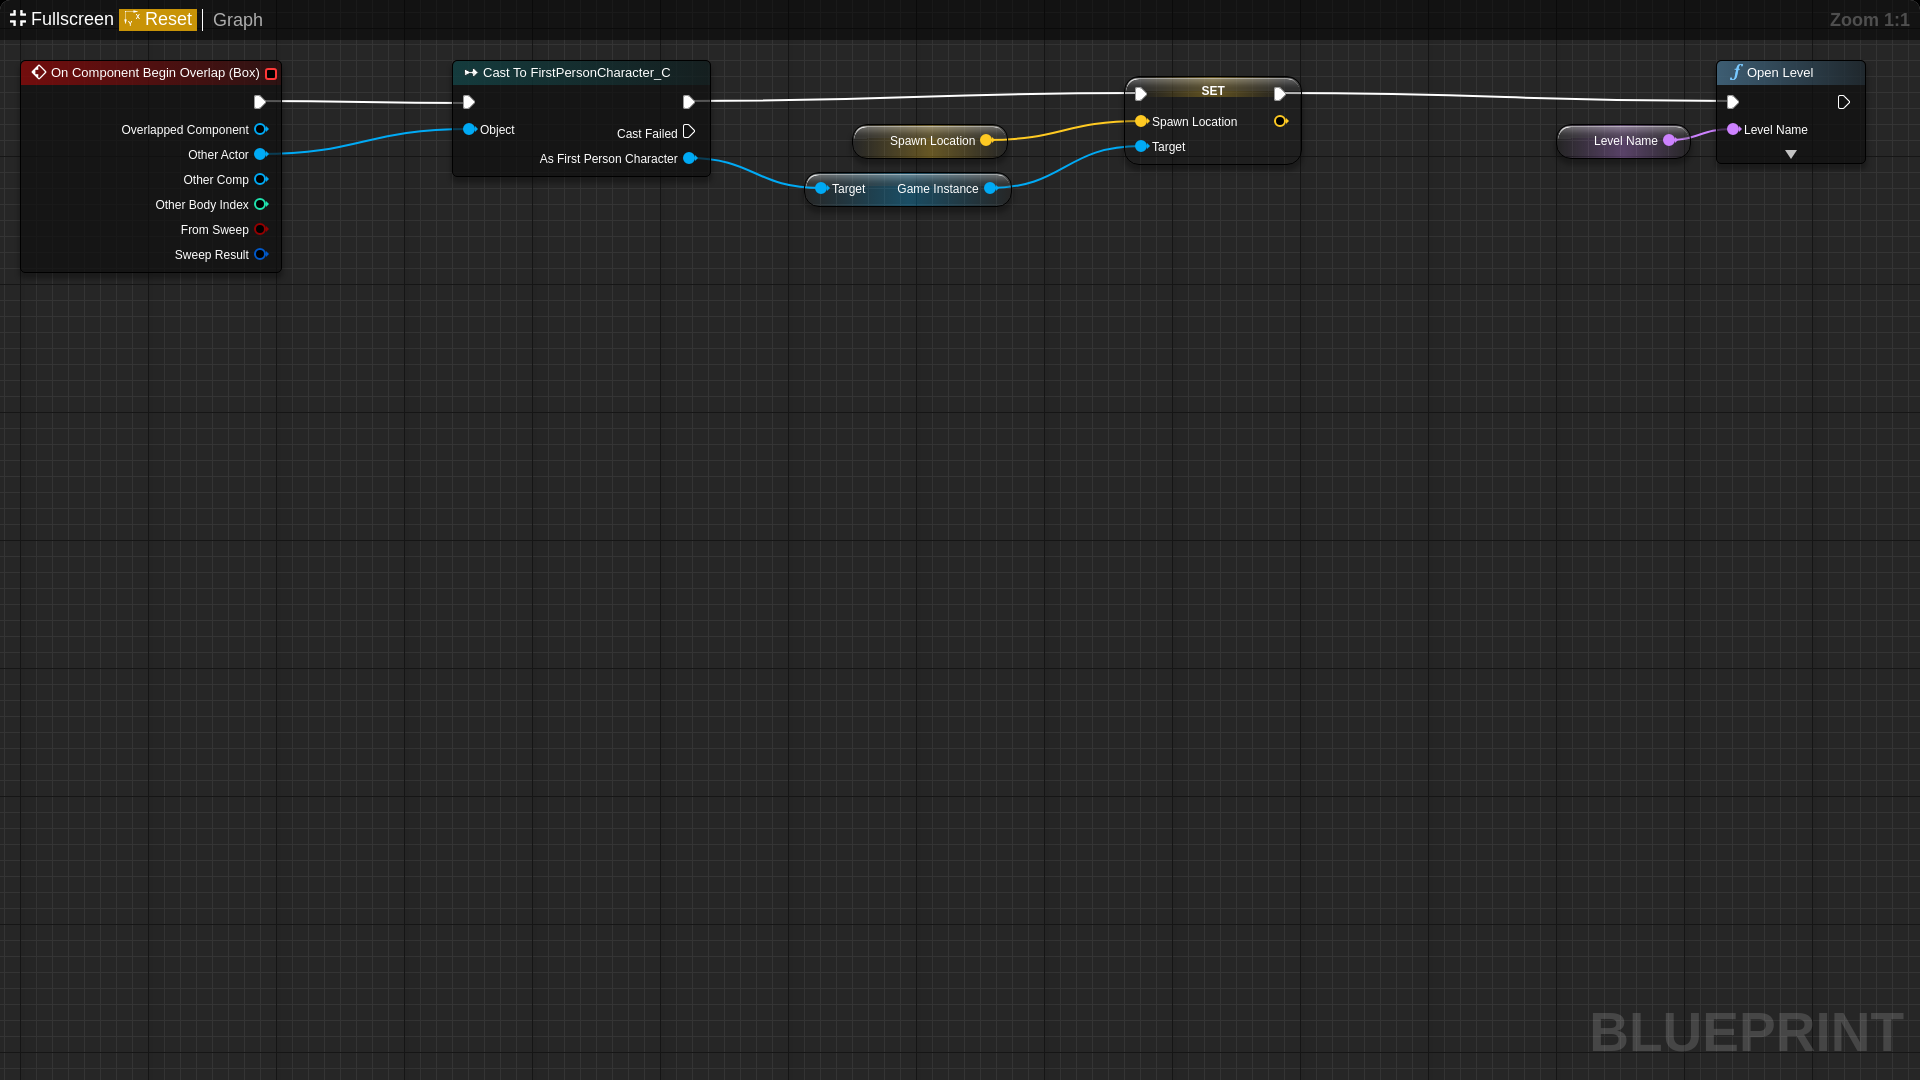 Fullscreen Reset Graph
Zoom 1:1
On Component Begin Overlap (Box)
Overlapped Component
Other Actor
Other Comp
Other Body Index
From Sweep
Sweep Result
Cast To FirstPersonCharacter_C
Object
Cast Failed
As First Person Character
Spawn Location
Target Game Instance
SET
Spawn Location
Target
Level Name
Open Level
Level Name
BLUEPRINT